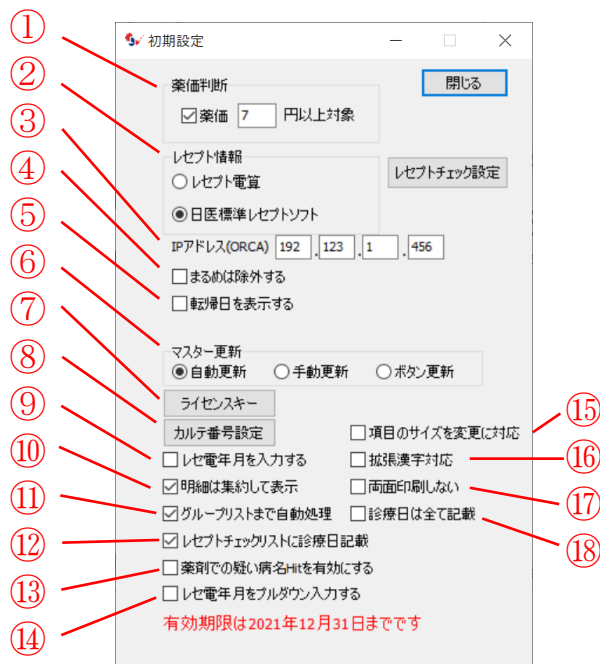 ① 初期設定
② 薬価判断 閉じる
薬価 7 円以上対象
③ レセプト情報
レセプト電算 レセプトチェック設定
④ 日医標準レセプトソフト
IPアドレス(ORCA) 192 . 123 . 1 . 456
⑤ まるめは除外する
転帰日を表示する
⑥ マスター更新
自動更新 手動更新 ボタン更新
⑦ ライセンスキー
⑧ カルテ番号設定 項目のサイズを変更に対応 ⑮
⑨ レセ電年月を入力する 拡張漢字対応 ⑯
⑩ 明細は集約して表示 両面印刷しない ⑰
⑪ グループリストまで自動処理 診療日は全て記載 ⑱
⑫ レセプトチェックリストに診療日記載
⑬ 薬剤での疑い病名Hitを有効にする
⑭ レセ電年月をプルダウン入力する
有効期限は2021年12月31日までです